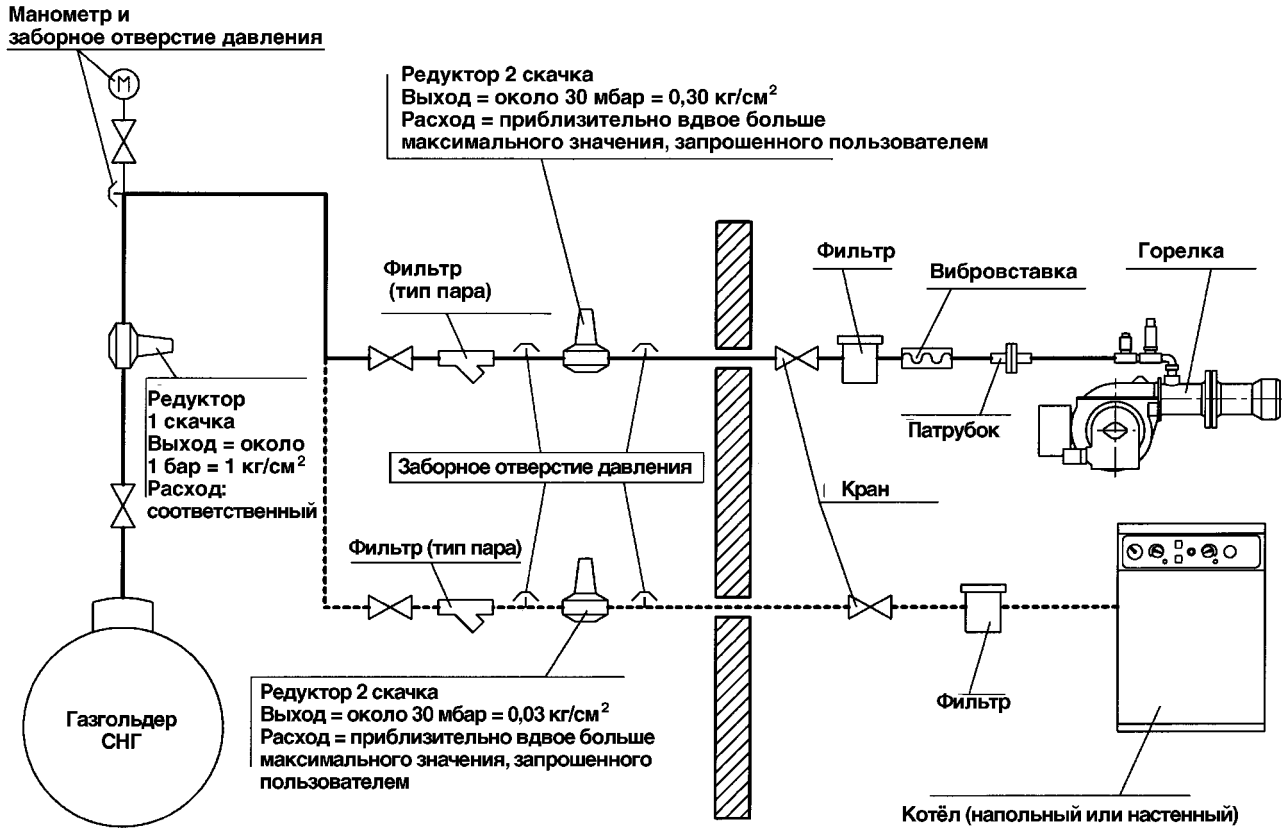 Манометр и
заборное отверстие давления
М
Редуктор 2 скачка
Выход = около 30 мбар = 0,30 кг/см²
Расход = приблизительно вдвое больше
максимального значения, запрошенного пользователем
Фильтр
(тип пара)
Фильтр
Вибровставка
Горелка
Редуктор
1 скачка
Выход = около
1 бар = 1 кг/см²
Расход:
соответственный
Патрубок
Заборное отверстие давления
Кран
Фильтр (тип пара)
Газгольдер
СНГ
Редуктор 2 скачка
Выход = около 30 мбар = 0,03 кг/см²
Расход = приблизительно вдвое больше
максимального значения, запрошенного
пользователем
Фильтр
Котёл (напольный или настенный)